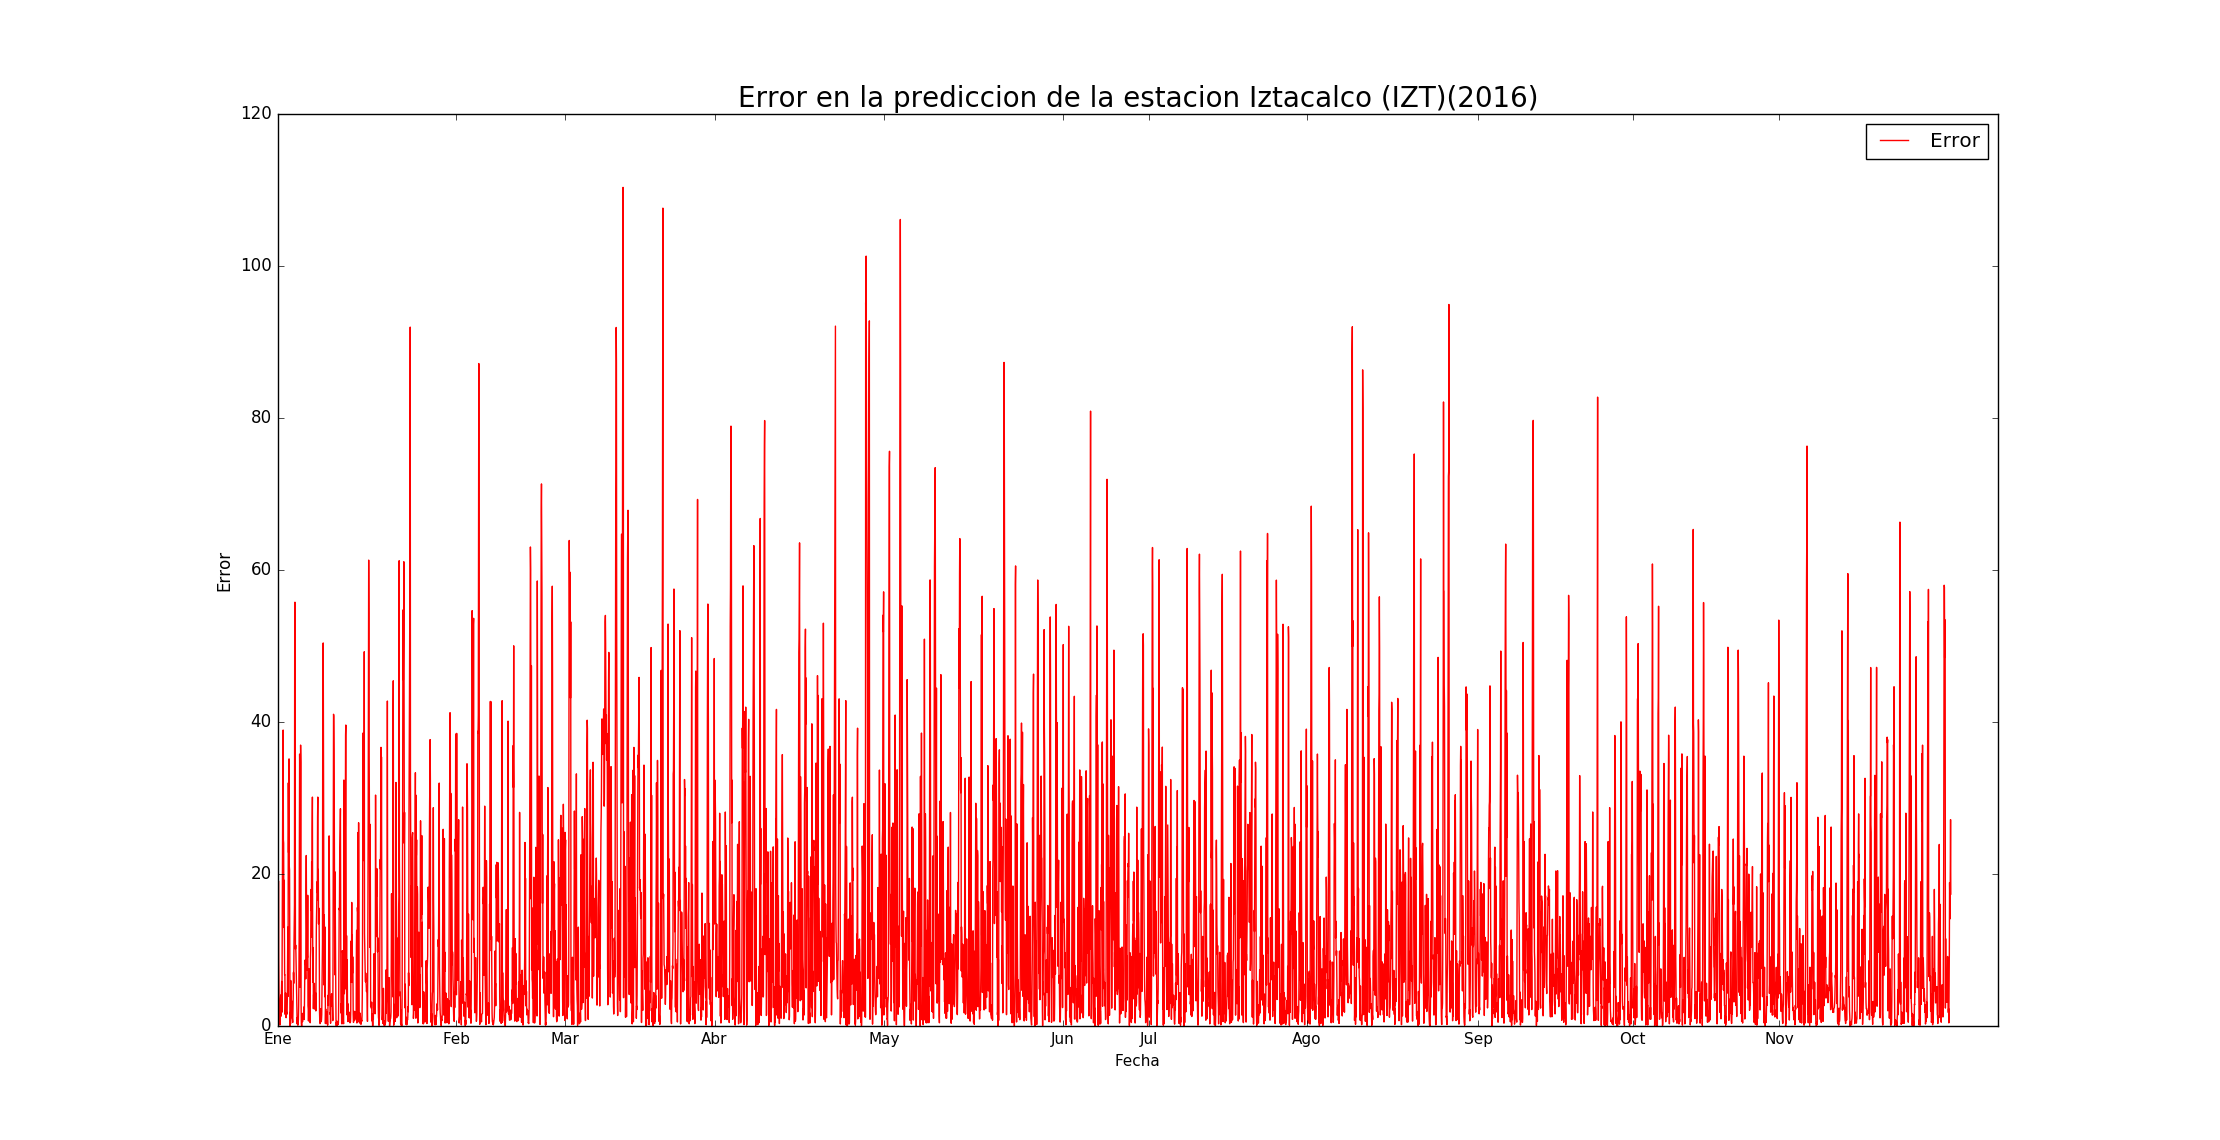 Error en la prediccion de la estacion Iztacalco (IZT)(2016)
120
100
80
60
40
20
0
Error
Error
Ene Feb Mar Abr May Jun Jul Ago Sep Oct Nov
Fecha